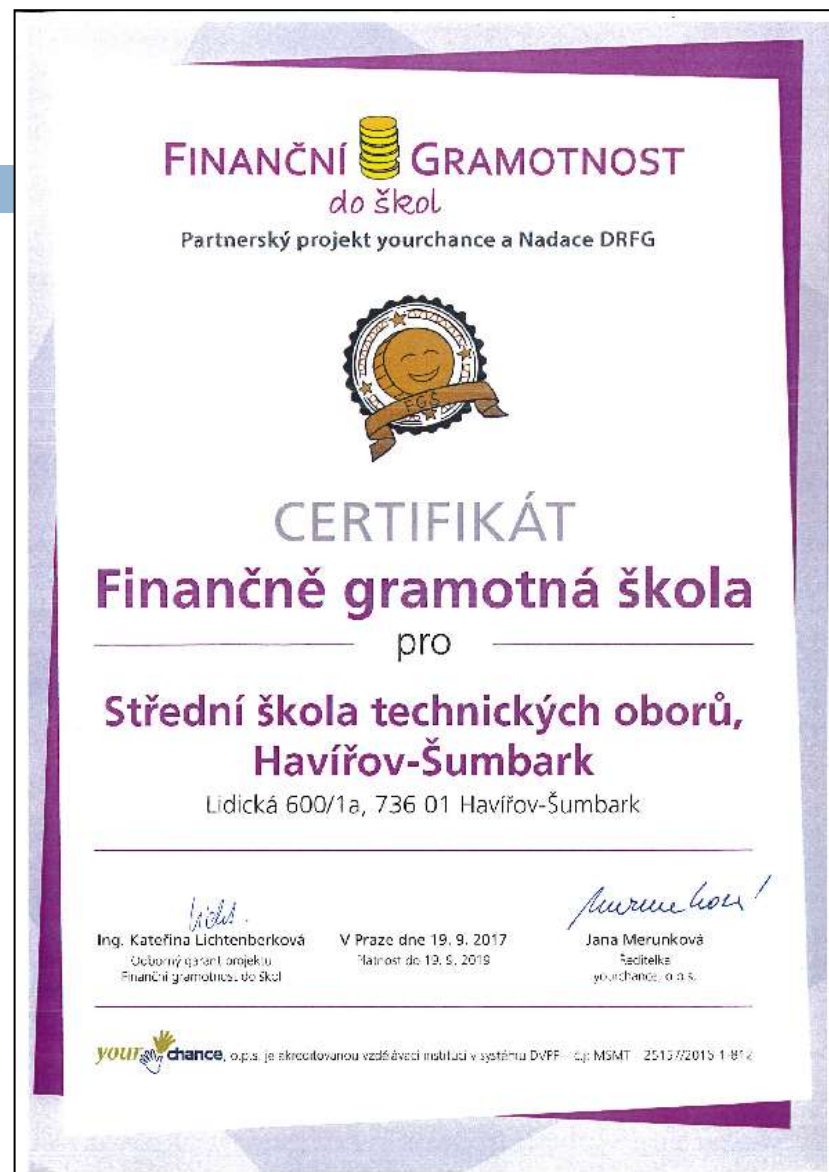 FINANČNÍ GRAMOTNOST
do škol
Partnerský projekt yourchance a Nadace DRFG
FGŠ
CERTIFIKÁT
Finančně gramotná škola
pro
Střední škola technických oborů,
Havířov-Šumbark
Lidická 600/1a, 736 01 Havířov-Šumbark
Ing. Kateřina Lichtenberková
Odborný garant projektu
Finanční gramotnost do škol
V Praze dne 19. 9. 2017
Platnost do 19. 9. 2019
Jana Merunková
Ředitelka
yourchance, o.p.s.
your chance, o.p.s. je akreditovanou vzdělávací institucí v systému DVPP – č.j: MSMT